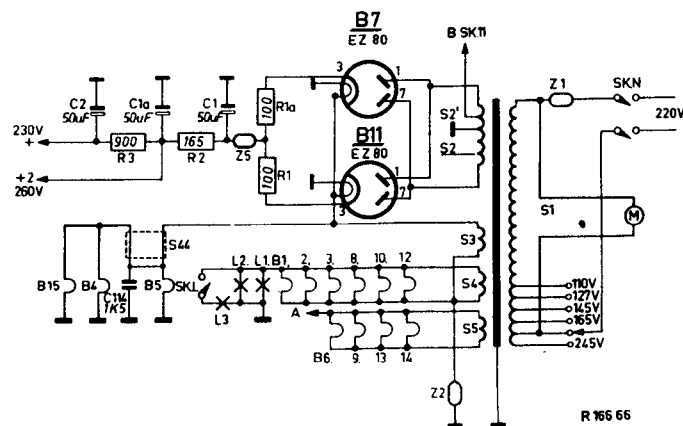 B7
EZ 80
B SK11
Z1
SKN
220V
3
1
7
C2
50uF
C1a
50uF
C1
50uF
100
R1a
S2'
S2
230V
+
900
R3
165
R2
Z5
100
R1
B11
EZ 80
1
7
3
+2
260V
S1
M
S44
S3
L2. L1. B1, 2, 3. 8, 10. 12
S4
B15
B4
C114
1K5
B5
L3
A
S5
B6. 9. 13. 14.
Z2
110V
127V
145V
165V
245V
R 166 66